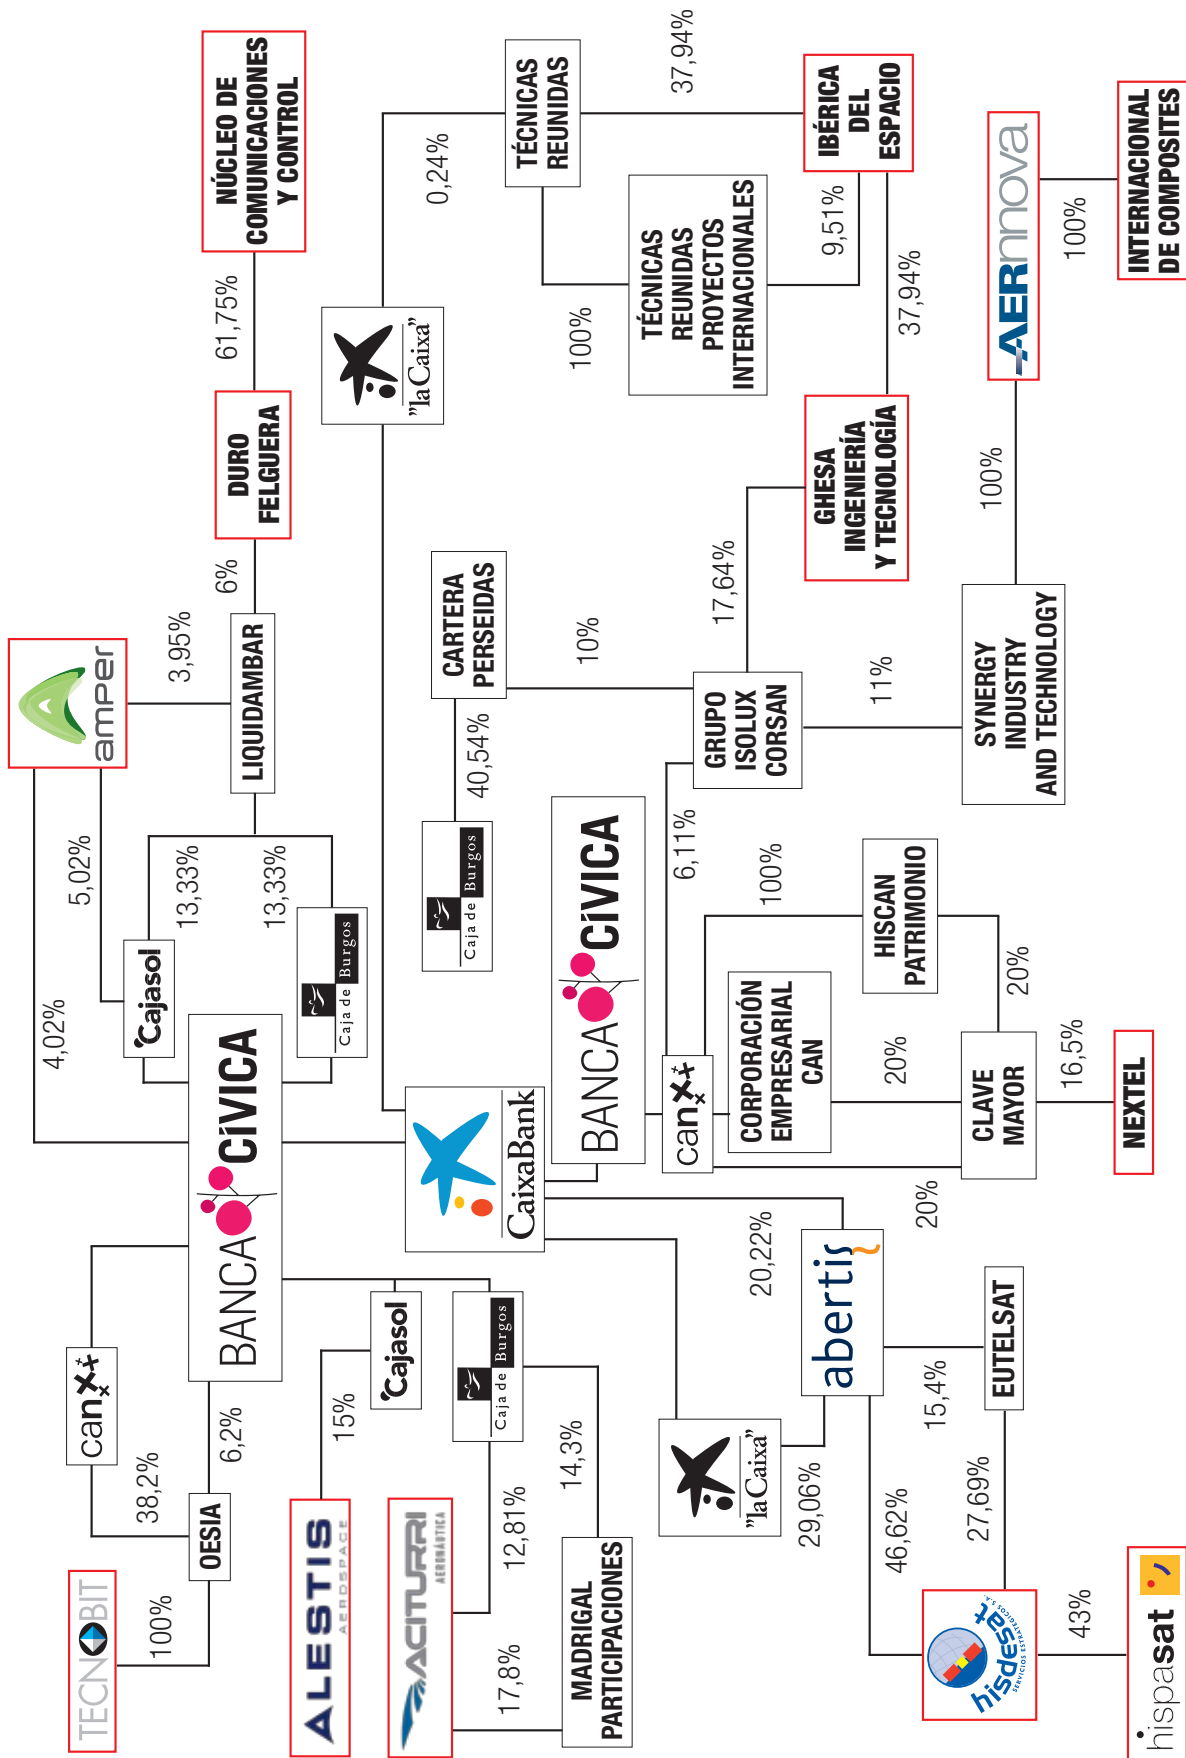 amper
4,02%
5,02%
3,95%
TECNOBIT
100%
38,2%
can
OESIA
6,2%
BANCA CÍVICA
Cajasol
13,33%
13,33%
Caja de Burgos
LIQUIDAMBAR
6%
DURO
FELGUERA
61,75%
NÚCLEO DE
COMUNICACIONES
Y CONTROL
ALESTIS
AEROSPACE
15%
Cajasol
ACITURRI
AERONÁUTICA
12,81%
Caja de Burgos
17,8%
14,3%
MADRIGAL
PARTICIPACIONES
CaixaBank
"laCaixa"
0,24%
TÉCNICAS
REUNIDAS
37,94%
100%
TÉCNICAS
REUNIDAS
PROYECTOS
INTERNACIONALES
9,51%
IBÉRICA
DEL
ESPACIO
37,94%
Caja de Burgos
40,54%
CARTERA
PERSEIDAS
10%
BANCA CÍVICA
6,11%
GRUPO
ISOLUX
CORSAN
17,64%
GHESA
INGENIERÍA
Y TECNOLOGÍA
can
CORPORACIÓN
EMPRESARIAL
CAN
100%
HISCAN
PATRIMONIO
20%
20%
20%
CLAVE
MAYOR
16,5%
NEXTEL
11%
SYNERGY
INDUSTRY
AND TECHNOLOGY
100%
AERnnova
100%
INTERNACIONAL
DE COMPOSITES
"laCaixa"
29,06%
20,22%
abertis
46,62%
15,4%
EUTELSAT
27,69%
hisdesat
SERVICIOS ESTRATÉGICOS S.A.
43%
hispasat